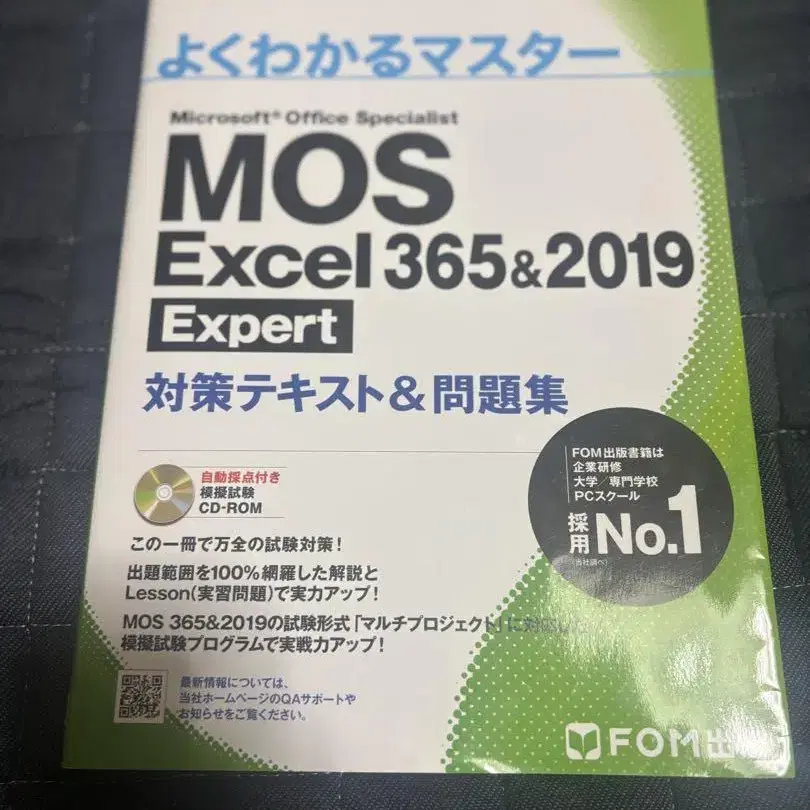 よくわかるマスター
Microsoft® Office Specialist
MOS
Excel 365&2019
Expert
対策テキスト&問題集
FOM出版書籍は
企業研修
大学/専門学校
PCスクール
採用 No.1
(当社調べ)
自動採点付き
模擬試験
CD-ROM
この一冊で万全の試験対策!
出題範囲を100%網羅した解説と
Lesson(実習問題)で実力アップ!
MOS 365&2019の試験形式「マルチプロジェクト」に対応した
模擬試験プログラムで実戦力アップ!
最新情報については、
当社ホームページのQAサポートや
お知らせをご覧ください。
FOM出